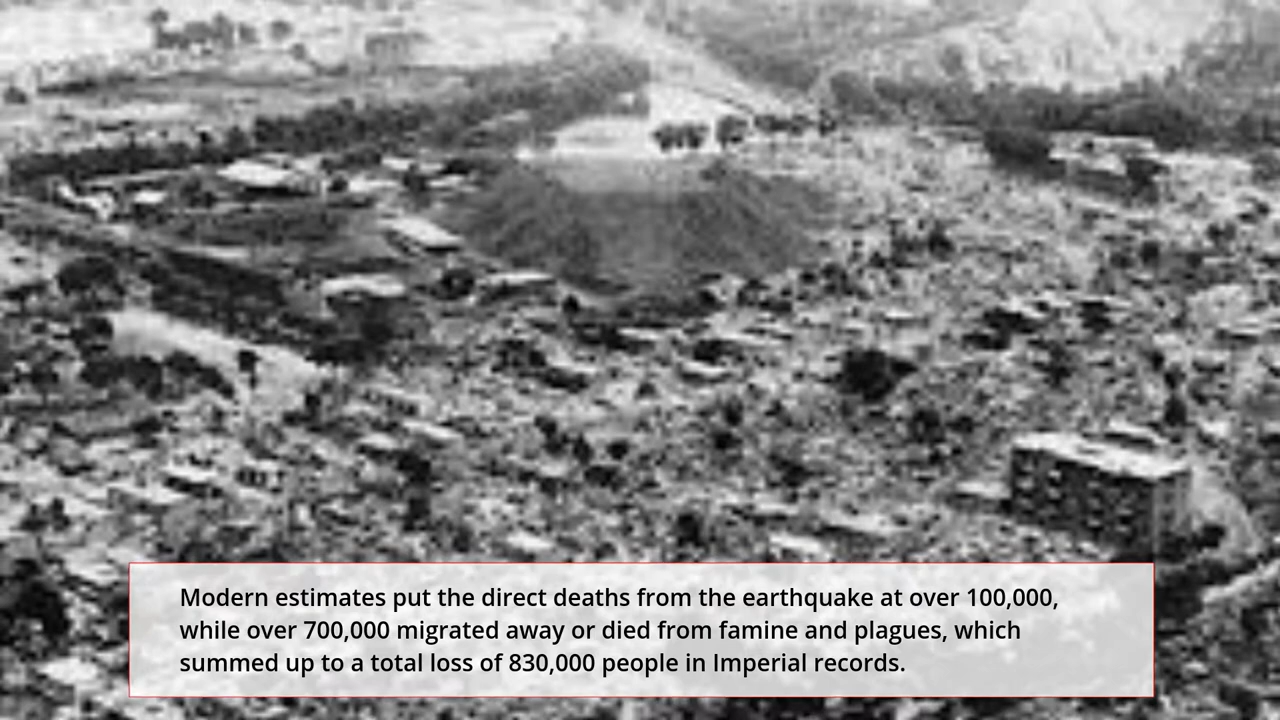 Modern estimates put the direct deaths from the earthquake at over 100,000,
while over 700,000 migrated away or died from famine and plagues, which
summed up to a total loss of 830,000 people in Imperial records.